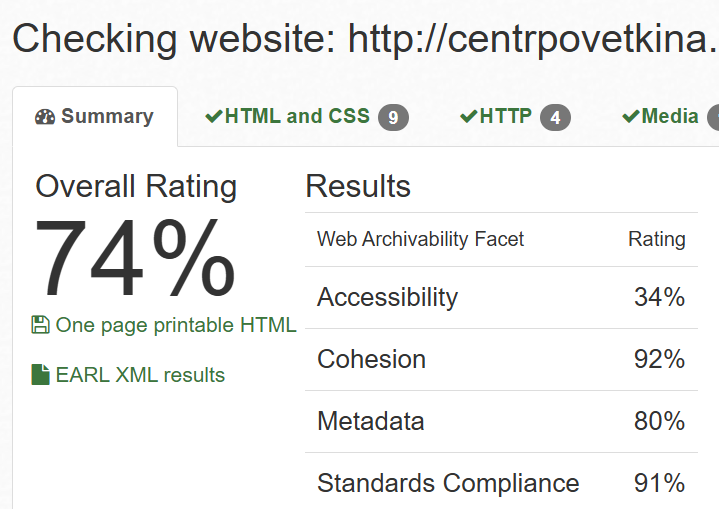 Checking website: http://centrpovetkina.
Summary HTML and CSS 9 HTTP 4 Media
Overall Rating
74%
One page printable HTML
EARL XML results
Results
Web Archivability Facet Rating
Accessibility 34%
Cohesion 92%
Metadata 80%
Standards Compliance 91%